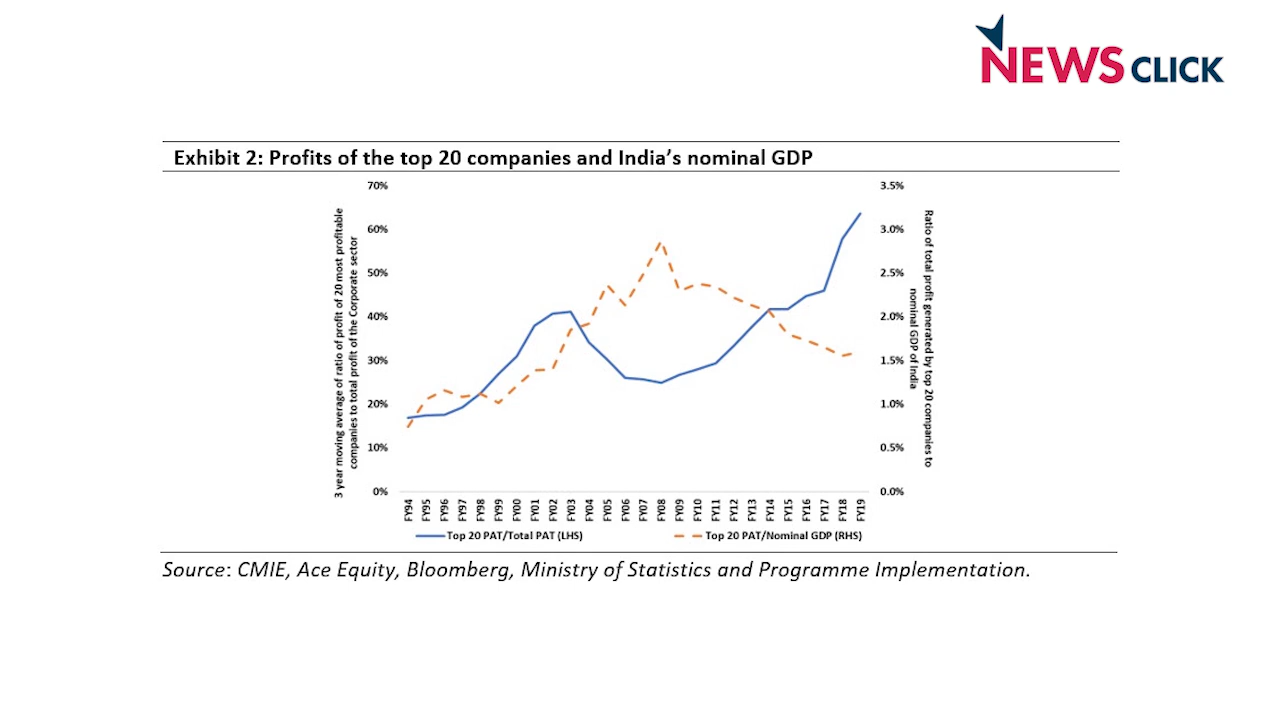 NEWSCLICK
Exhibit 2: Profits of the top 20 companies and India’s nominal GDP
70%
60%
50%
40%
30%
20%
10%
0%
3 year moving average of ratio of profit of 20 most profitable
companies to total profit of the Corporate sector
3.5%
3.0%
2.5%
2.0%
1.5%
1.0%
0.5%
0.0%
Ratio of total profit generated by top 20 companies to
nominal GDP of India
FY94
FY95
FY96
FY97
FY98
FY99
FY00
FY01
FY02
FY03
FY04
FY05
FY06
FY07
FY08
FY09
FY10
FY11
FY12
FY13
FY14
FY15
FY16
FY17
FY18
FY19
Top 20 PAT/Total PAT (LHS)
Top 20 PAT/Nominal GDP (RHS)
Source: CMIE, Ace Equity, Bloomberg, Ministry of Statistics and Programme Implementation.